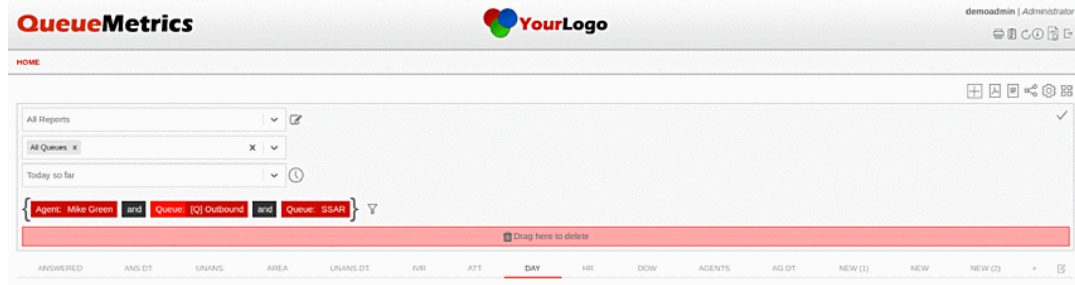 demoadmin | Administrator
QueueMetrics
YourLogo
HOME
All Reports
All Queues x
Today so far
{ Agent: Mike Green and Queue: [Q] Outbound and Queue: SSAR }
Drag here to delete
ANSWERED ANS.DT. UNANS. AREA UNANS.DT. IVR ATT. DAY HR. DOW AGENTS AG.DT. NEW (1) NEW NEW (2) +